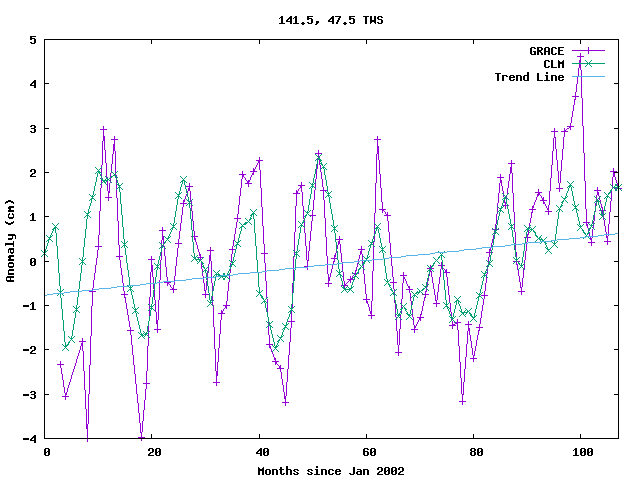 141.5, 47.5 TWS
GRACE
CLM
Trend Line
5
4
3
2
1
0
-1
-2
-3
-4
Anomaly (cm)
0 20 40 60 80 100
Months since Jan 2002